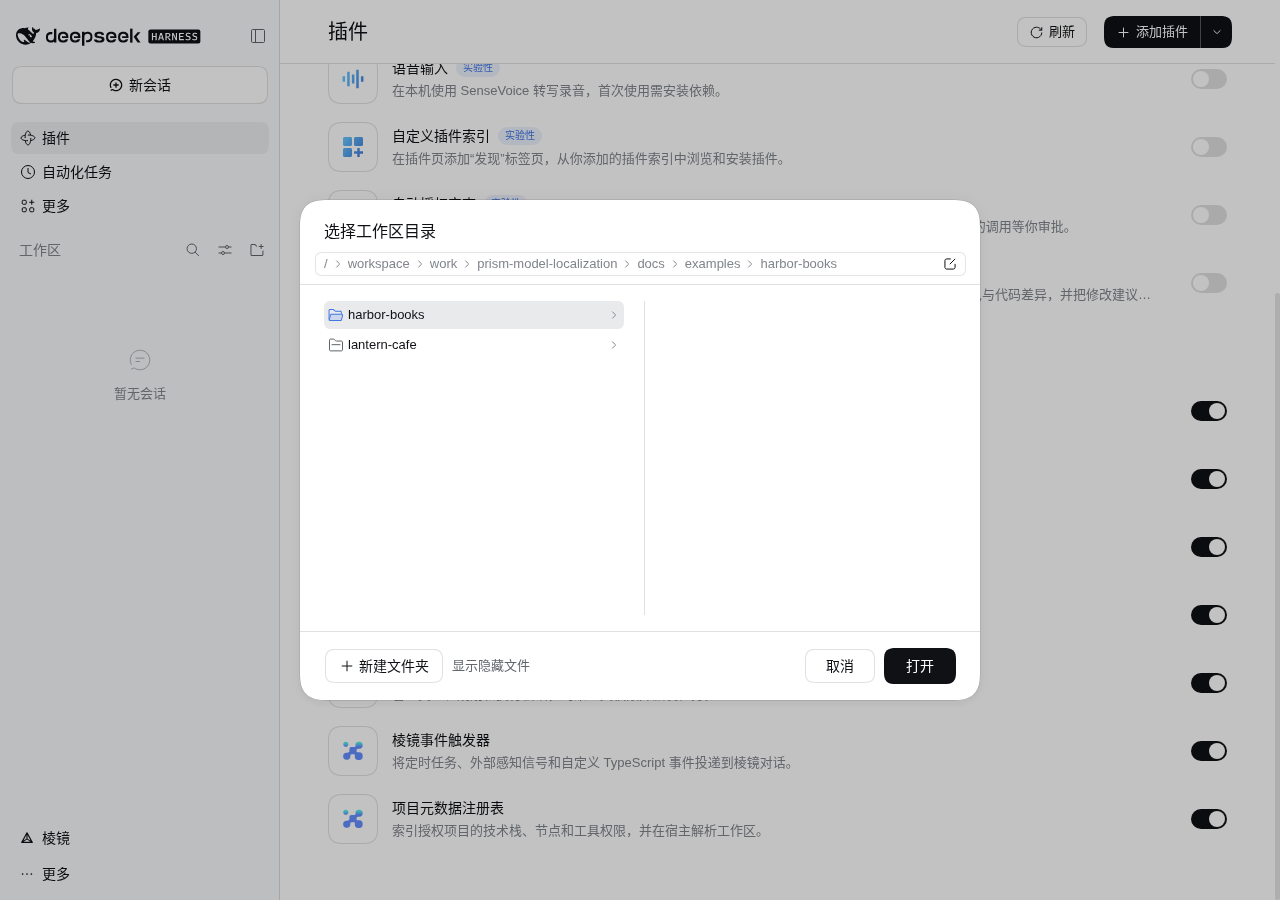 deepseek HARNESS
新会话
插件
自动化任务
更多
工作区
暂无会话
棱镜
更多
插件
刷新
添加插件
语音输入 实验性
在本机使用 SenseVoice 转写录音，首次使用需安装依赖。
自定义插件索引 实验性
在插件页添加“发现”标签页，从你添加的插件索引中浏览和安装插件。
的调用等你审批。
与代码差异，并把修改建议…
选择工作区目录
/ workspace work prism-model-localization docs examples harbor-books
harbor-books
lantern-cafe
新建文件夹 显示隐藏文件 取消 打开
棱镜事件触发器
将定时任务、外部感知信号和自定义 TypeScript 事件投递到棱镜对话。
项目元数据注册表
索引授权项目的技术栈、节点和工具权限，并在宿主解析工作区。